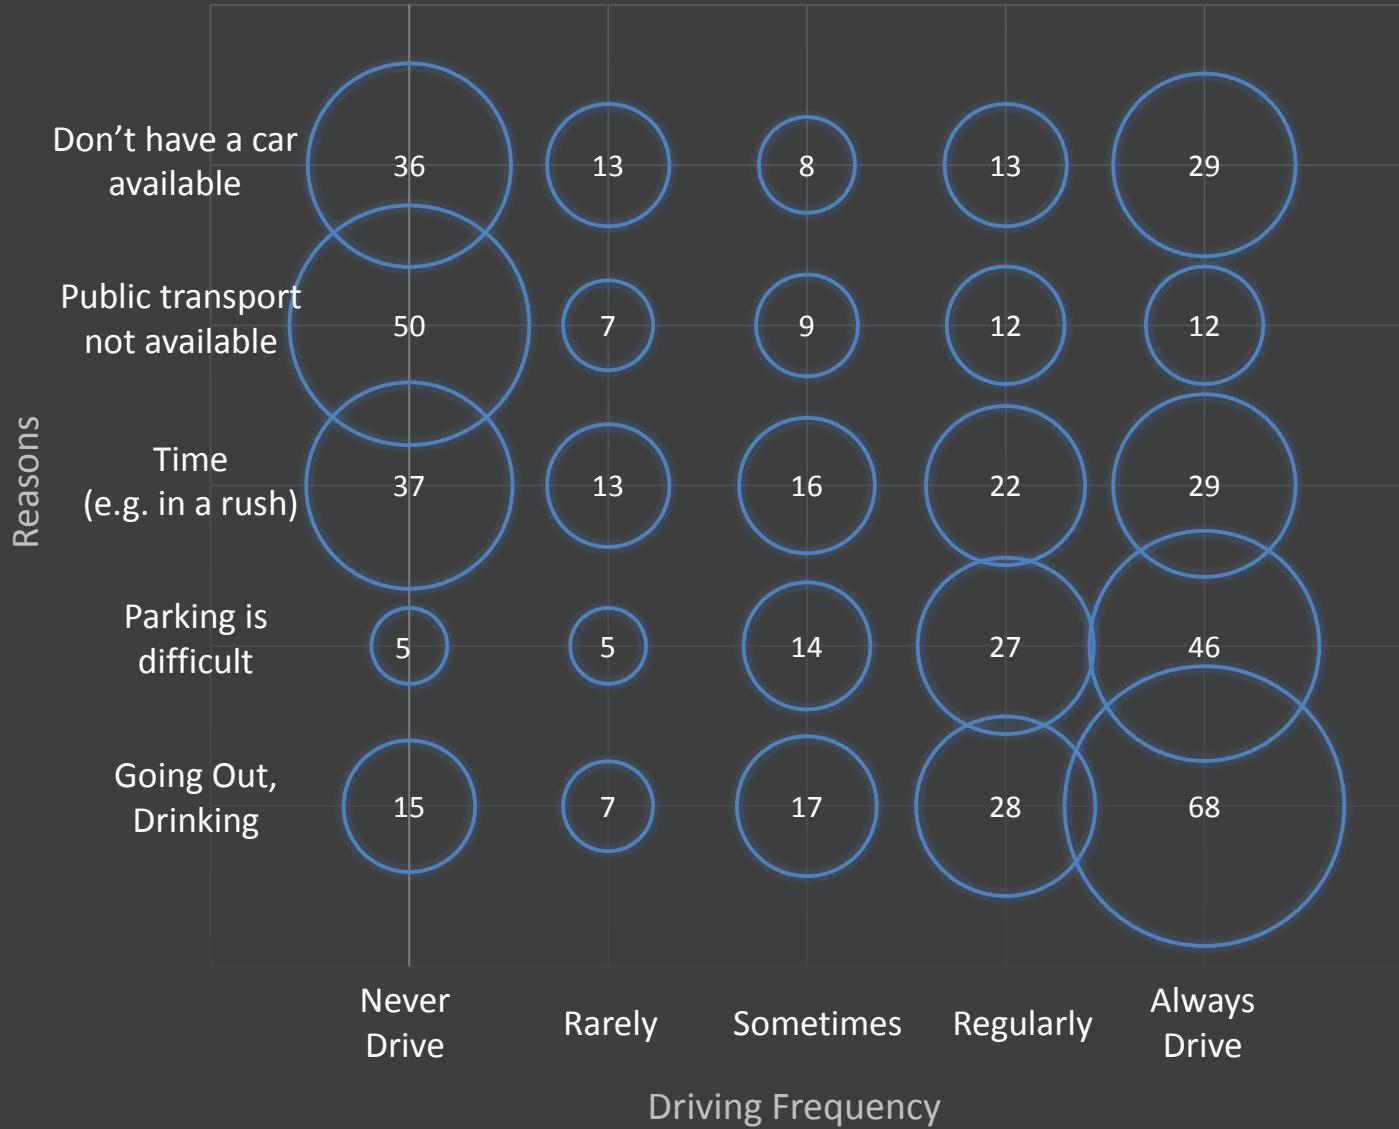 Don’t have a car
available
36
13
8
13
29
Public transport
not available
50
7
9
12
12
Time
(e.g. in a rush)
37
13
16
22
29
Parking is
difficult
5
5
14
27
46
Going Out,
Drinking
15
7
17
28
68
Reasons
Never
Drive
Rarely
Sometimes
Regularly
Always
Drive
Driving Frequency